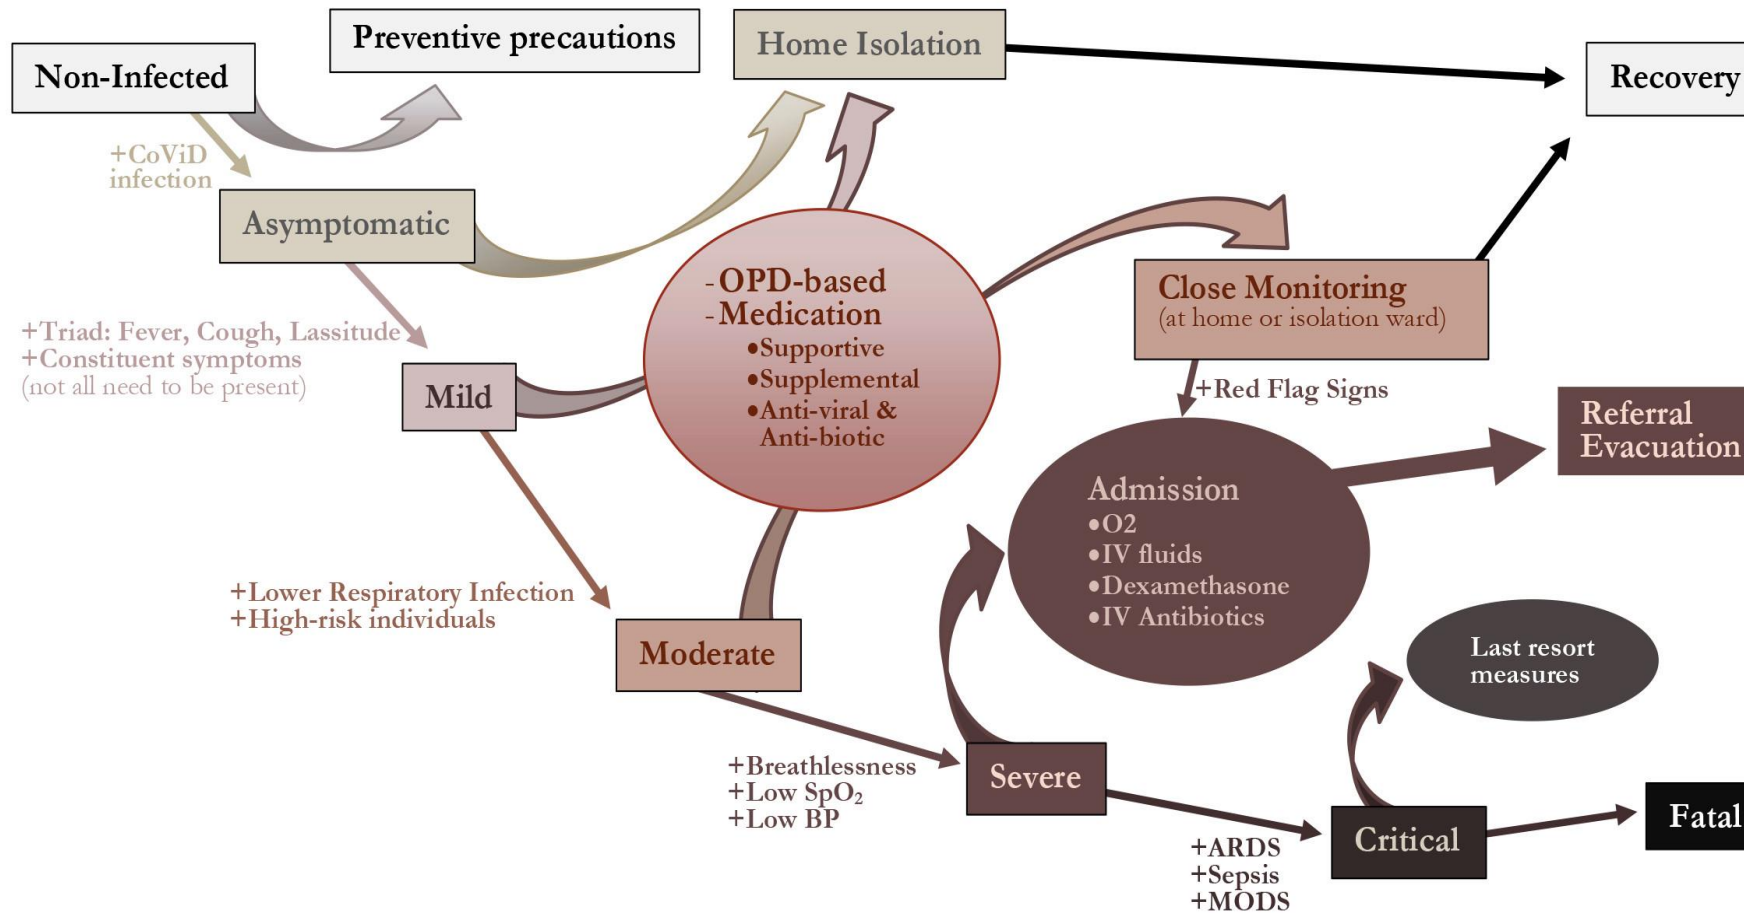 Non-Infected
Preventive precautions
Home Isolation
Recovery
+CoViD
infection
Asymptomatic
+Triad: Fever, Cough, Lassitude
+Constituent symptoms
(not all need to be present)
Mild
-OPD-based
-Medication
•Supportive
•Supplemental
•Anti-viral &
Anti-biotic
Close Monitoring
(at home or isolation ward)
+Red Flag Signs
Referral
Evacuation
Admission
•O2
•IV fluids
•Dexamethasone
•IV Antibiotics
+Lower Respiratory Infection
+High-risk individuals
Moderate
Last resort
measures
+Breathlessness
+Low SpO₂
+Low BP
Severe
+ARDS
+Sepsis
+MODS
Critical
Fatal